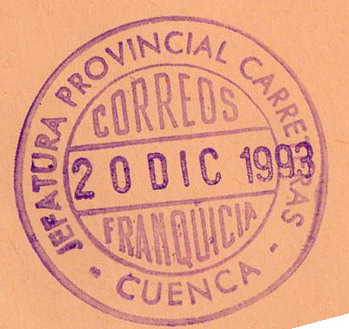 JEFATURA PROVINCIAL CARRETERAS
CORREOS
20 DIC 1993
FRANQUICIA
· CUENCA ·